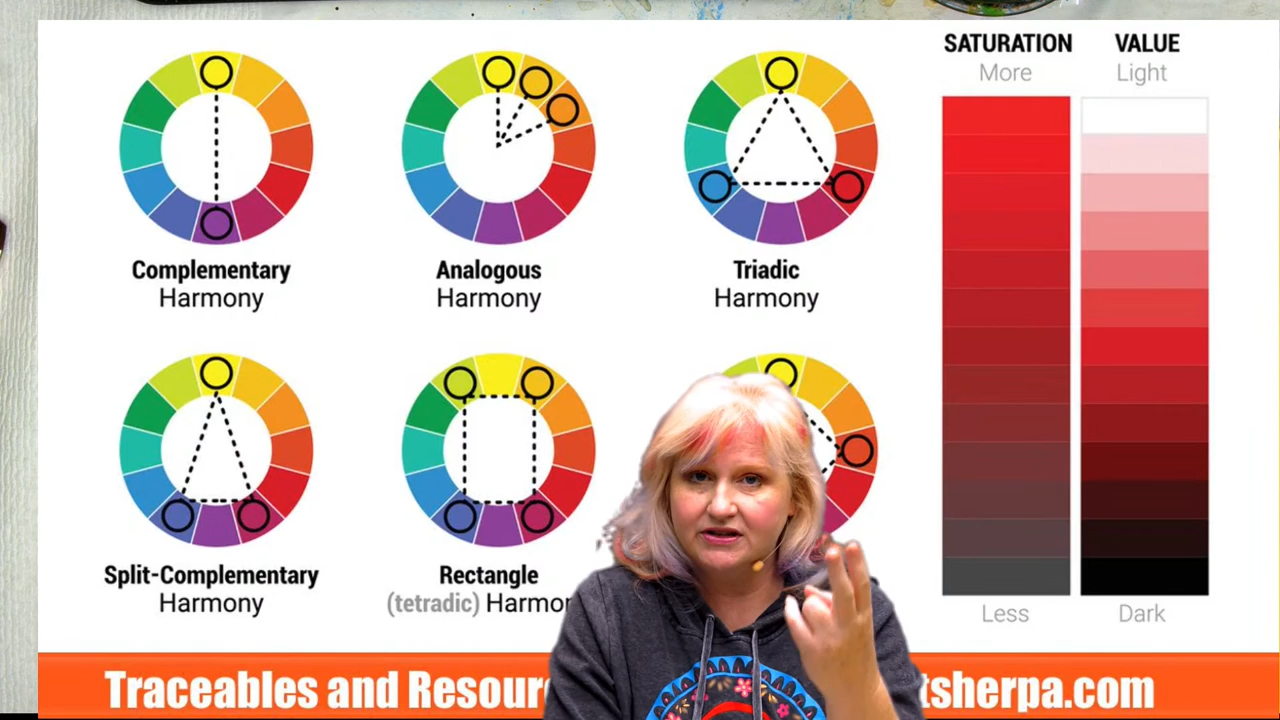 SATURATION
More
VALUE
Light
Complementary
Harmony
Analogous
Harmony
Triadic
Harmony
Split-Complementary
Harmony
Rectangle
(tetradic) Harmo
Less
Dark
Traceables and Resour
tsherpa.com